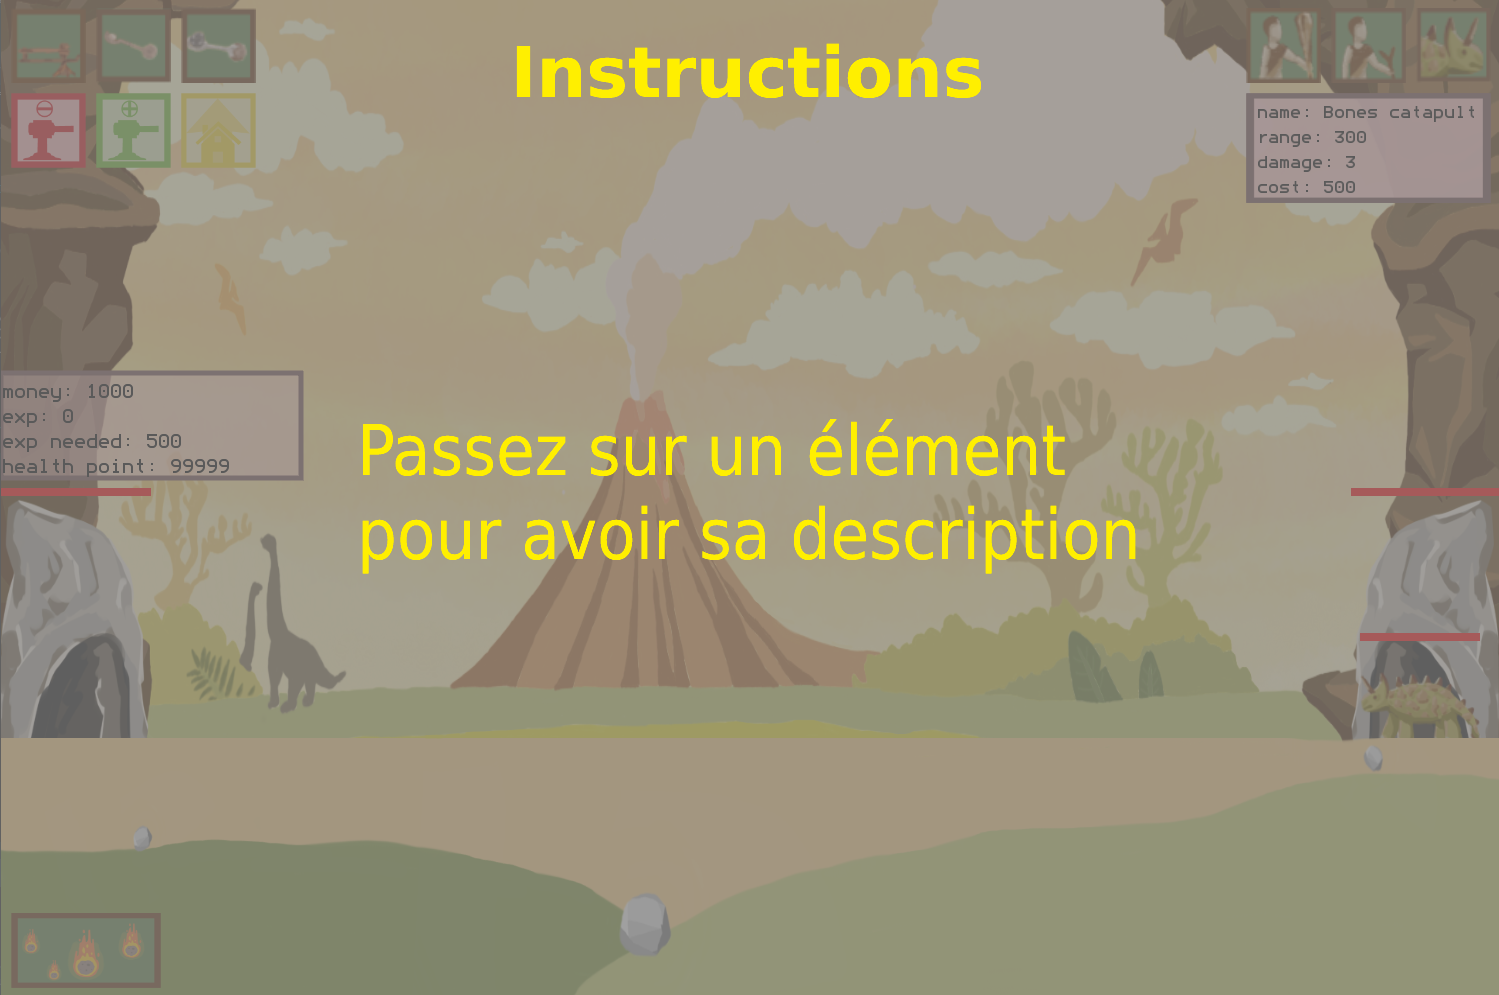 Instructions
name: Bones catapult
range: 300
damage: 3
cost: 500
money: 1000
exp: 0
exp needed: 500
health point: 99999
Passez sur un élément
pour avoir sa description